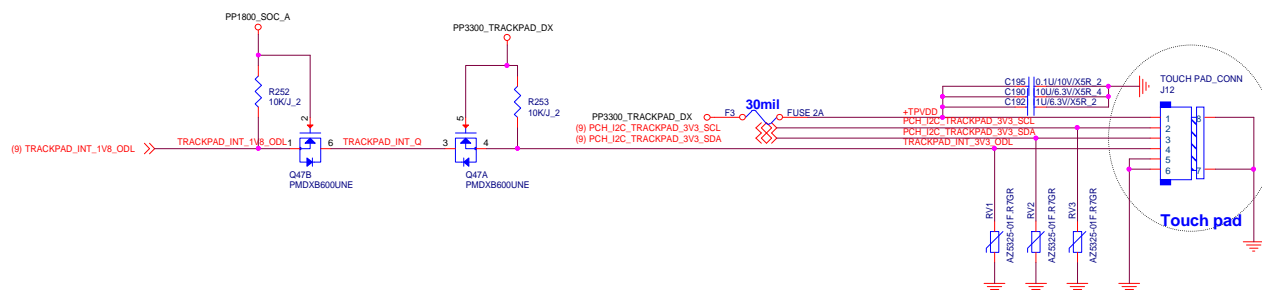 PP1800_SOC_A
PP3300_TRACKPAD_DX
R252
10K/J_2
R253
10K/J_2
2
5
(9) TRACKPAD_INT_1V8_ODL
TRACKPAD_INT_1V8_ODL
1
6
TRACKPAD_INT_Q
3
4
Q47B
PMDXB600UNE
Q47A
PMDXB600UNE
PP3300_TRACKPAD_DX
F3
30mil
FUSE 2A
+TPVDD
(9) PCH_I2C_TRACKPAD_3V3_SCL
(9) PCH_I2C_TRACKPAD_3V3_SDA
PCH_I2C_TRACKPAD_3V3_SCL
PCH_I2C_TRACKPAD_3V3_SDA
TRACKPAD_INT_3V3_ODL
C195 0.1U/10V/X5R_2
C190 10U/6.3V/X5R_4
C192 1U/6.3V/X5R_2
TOUCH PAD_CONN
J12
1
2
3
4
5
6
8
7
Touch pad
RV1
AZ5325-01F.R7GR
RV2
AZ5325-01F.R7GR
RV3
AZ5325-01F.R7GR